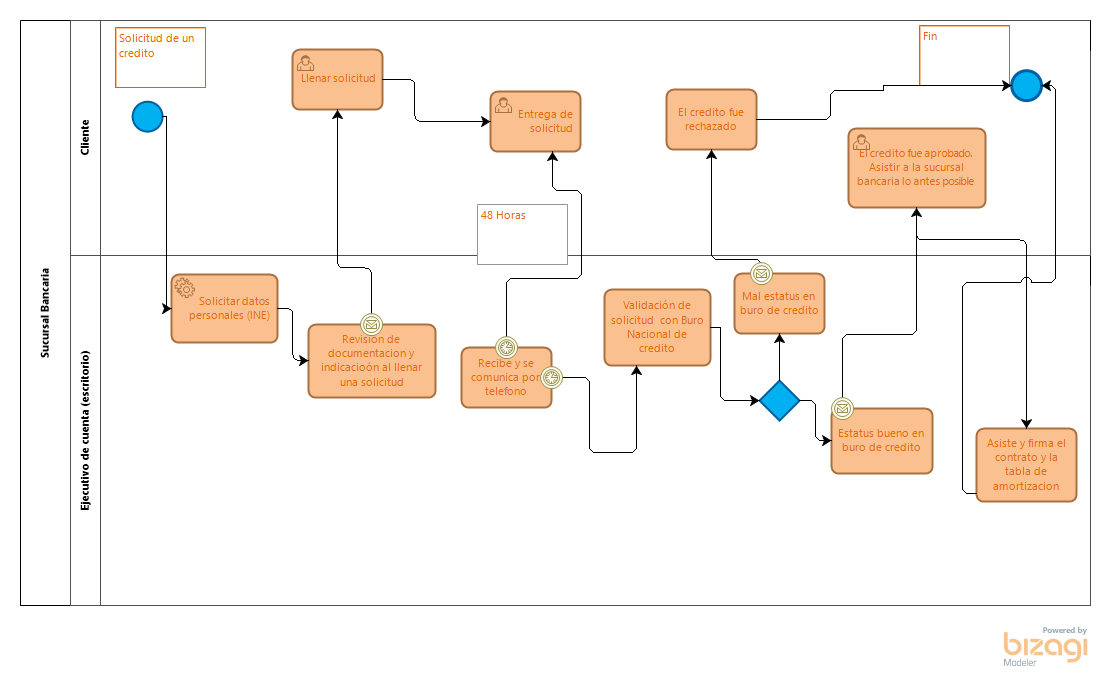 Sucursal Bancaria
Cliente
Ejecutivo de cuenta (escritorio)
Solicitud de un
credito
Llenar solicitud
Entrega de
solicitud
48 Horas
El credito fue
rechazado
Fin
El credito fue aprobado.
Asistir a la sucursal
bancaria lo antes posible
Solicitar datos
personales (INE)
Revisión de
documentacion y
indicacioón al llenar
una solicitud
Recibe y se
comunica por
telefono
Validación de
solicitud con Buro
Nacional de
credito
Mal estatus en
buro de credito
Estatus bueno en
buro de credito
Asiste y firma el
contrato y la
tabla de
amortizacion
Powered by
bizagi
Modeler